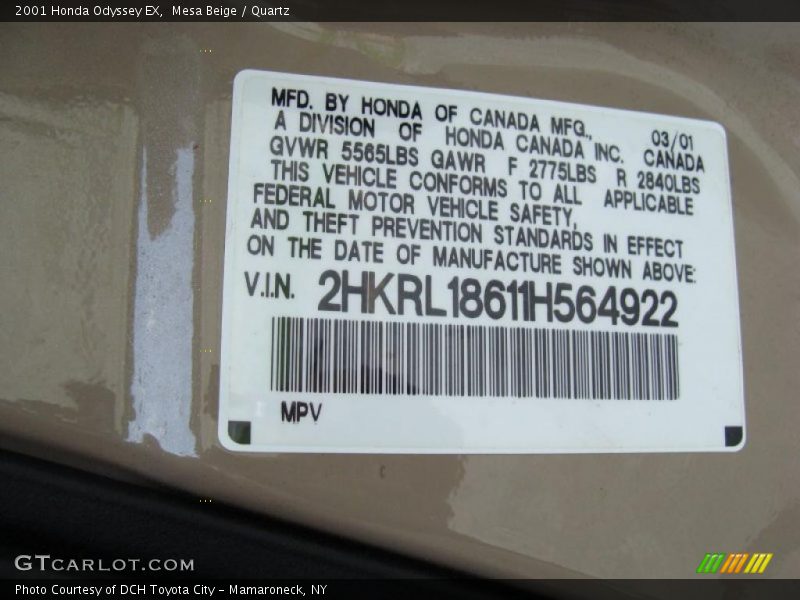 2001 Honda Odyssey EX, Mesa Beige / Quartz
MFD. BY HONDA OF CANADA MFG., 03/01
A DIVISION OF HONDA CANADA INC. CANADA
GVWR 5565LBS GAWR F 2775LBS R 2840LBS
THIS VEHICLE CONFORMS TO ALL APPLICABLE
FEDERAL MOTOR VEHICLE SAFETY,
AND THEFT PREVENTION STANDARDS IN EFFECT
ON THE DATE OF MANUFACTURE SHOWN ABOVE:
V.I.N. 2HKRL18611H564922
MPV
GTCARLOT.COM
Photo Courtesy of DCH Toyota City - Mamaroneck, NY